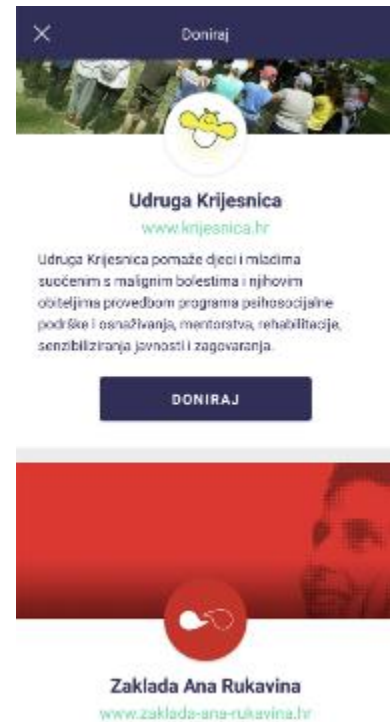 Doniraj
Udruga Krijesnica
www.krijesnica.hr
Udruga Krijesnica pomaže djeci i mladima
suočenim s malignim bolestima i njihovim
obiteljima provedbom programa psihosocijalne
podrške i osnaživanja, mentorstva, rehabilitacije,
senzibiliziranja javnosti i zagovaranja.
DONIRAJ
Zaklada Ana Rukavina
www.zaklada-ana-rukavina.hr